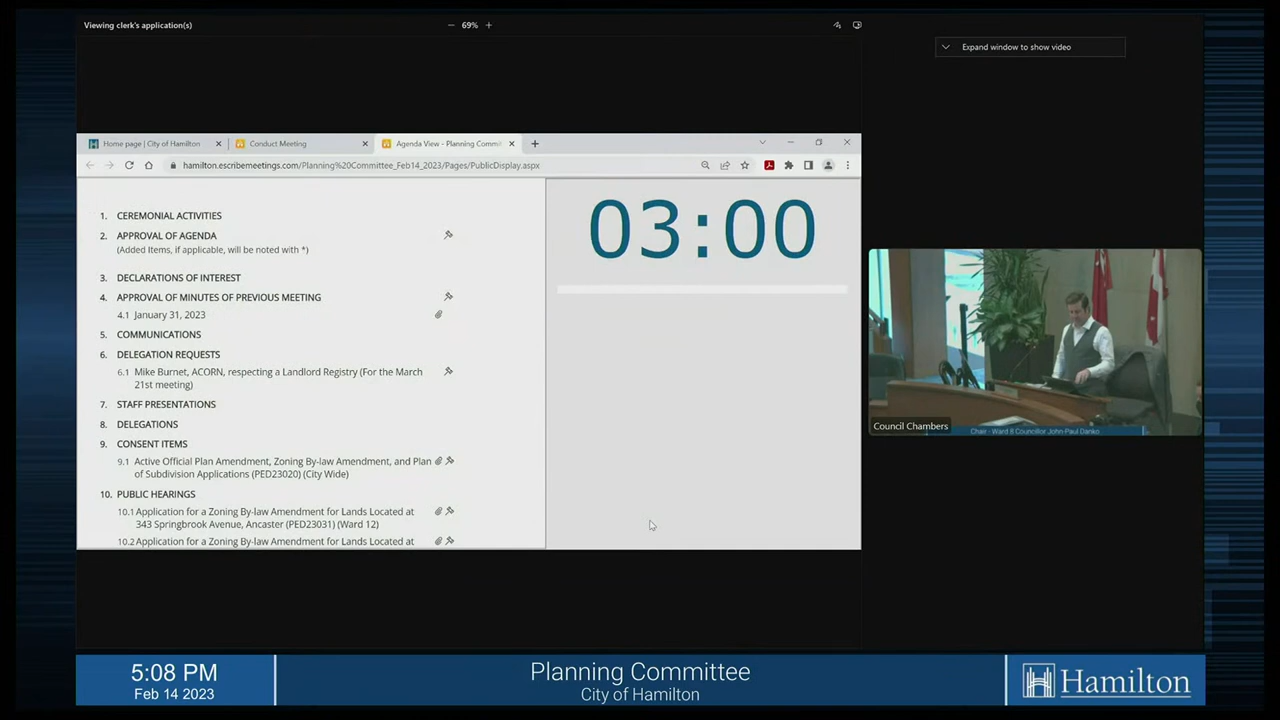 Viewing clerk's application(s)
69%
Expand window to show video
Home page | City of Hamilton
Conduct Meeting
Agenda View - Planning Commit
hamilton.escribemeetings.com/Planning%20Committee_Feb14_2023/Pages/PublicDisplay.aspx
1. CEREMONIAL ACTIVITIES
2. APPROVAL OF AGENDA
(Added Items, if applicable, will be noted with *)
3. DECLARATIONS OF INTEREST
4. APPROVAL OF MINUTES OF PREVIOUS MEETING
4.1 January 31, 2023
5. COMMUNICATIONS
6. DELEGATION REQUESTS
6.1 Mike Burnet, ACORN, respecting a Landlord Registry (For the March
21st meeting)
7. STAFF PRESENTATIONS
8. DELEGATIONS
9. CONSENT ITEMS
9.1 Active Official Plan Amendment, Zoning By-law Amendment, and Plan
of Subdivision Applications (PED23020) (City Wide)
10. PUBLIC HEARINGS
10.1 Application for a Zoning By-law Amendment for Lands Located at
343 Springbrook Avenue, Ancaster (PED23031) (Ward 12)
10.2 Application for a Zoning By-law Amendment for Lands Located at
03:00
Council Chambers
Chair - Ward 8 Councillor John-Paul Danko
5:08 PM
Feb 14 2023
Planning Committee
City of Hamilton
Hamilton